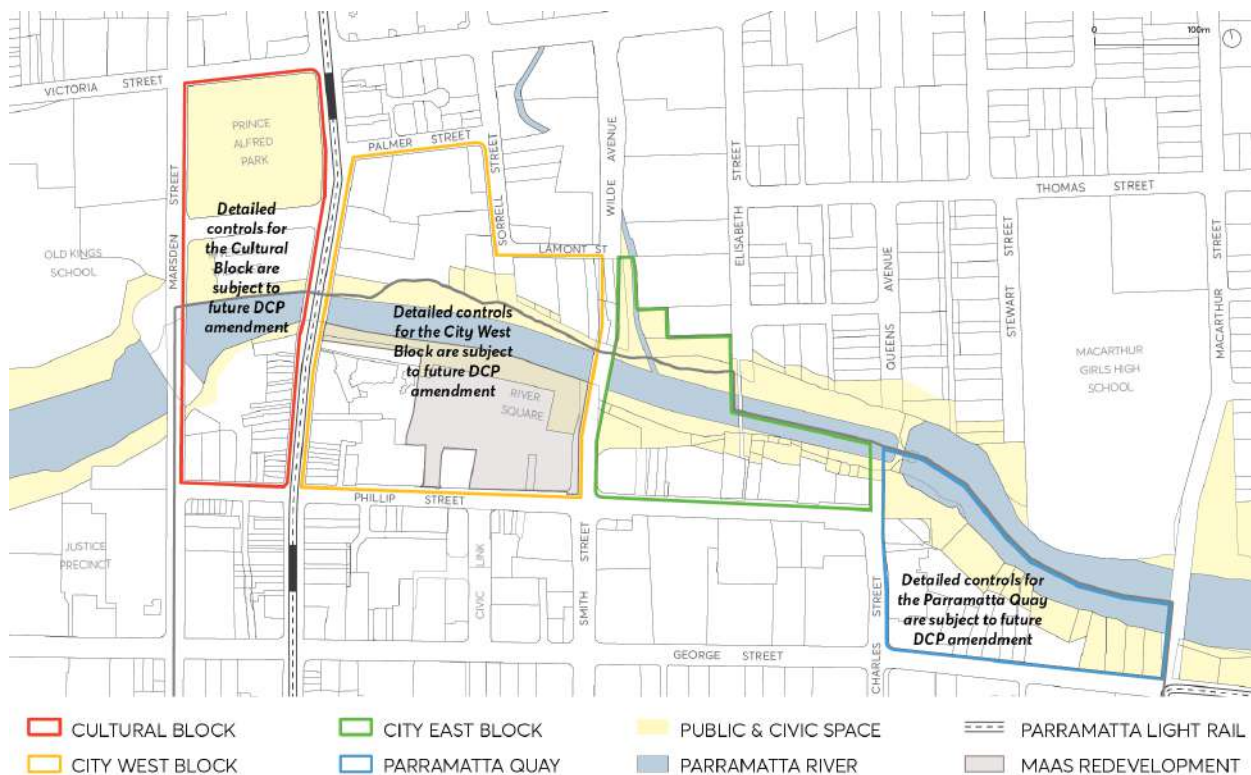 0
100m
VICTORIA STREET
PRINCE
ALFRED
PARK
PALMER STREET
SORRELL STREET
WILDE AVENUE
ELISABETH STREET
THOMAS STREET
MARSDEN STREET
OLD KINGS
SCHOOL
Detailed
controls for
the Cultural
Block are
subject to
future DCP
amendment
LAMONT ST
QUEENS AVENUE
STEWART STREET
MACARTHUR STREET
MACARTHUR
GIRLS HIGH
SCHOOL
Detailed controls
for the City West
Block are subject
to future DCP
amendment
RIVER
SQUARE
PHILLIP STREET
JUSTICE
PRECINCT
CIVIC LINK
SMITH STREET
CHARLES STREET
GEORGE STREET
Detailed controls for
the Parramatta Quay
are subject to future
DCP amendment
CULTURAL BLOCK
CITY EAST BLOCK
PUBLIC & CIVIC SPACE
PARRAMATTA LIGHT RAIL
CITY WEST BLOCK
PARRAMATTA QUAY
PARRAMATTA RIVER
MAAS REDEVELOPMENT